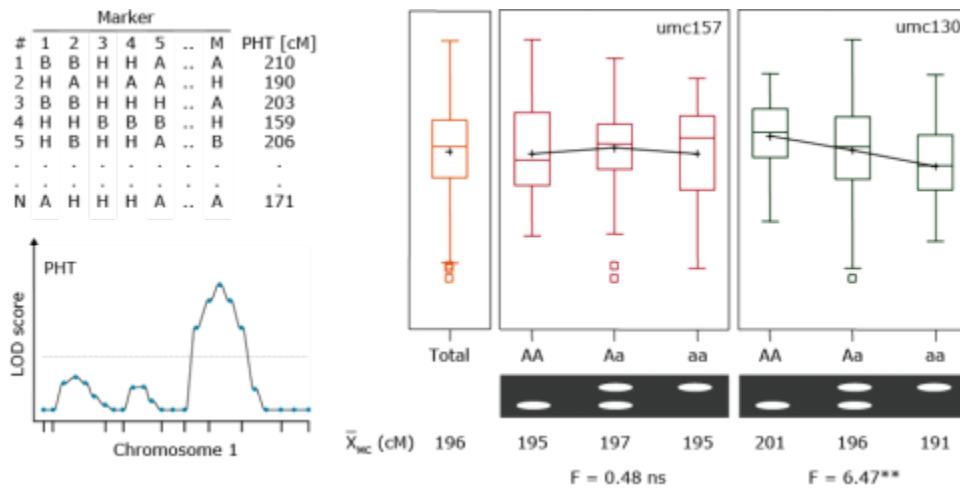 Marker
# 1 2 3 4 5 .. M PHT [cM]
1 B B H H A .. A 210
2 H A H A A .. H 190
3 B B H H H .. A 203
4 H H B B B .. H 159
5 H B H H A .. B 206
. . . . . . . .
. . . . . . . .
N A H H H A .. A 171
PHT
LOD score
Chromosome 1
umc157
umc130
Total AA Aa aa AA Aa aa
X̄ᴍᴄ (cM) 196 195 197 195 201 196 191
F = 0.48 ns F = 6.47**